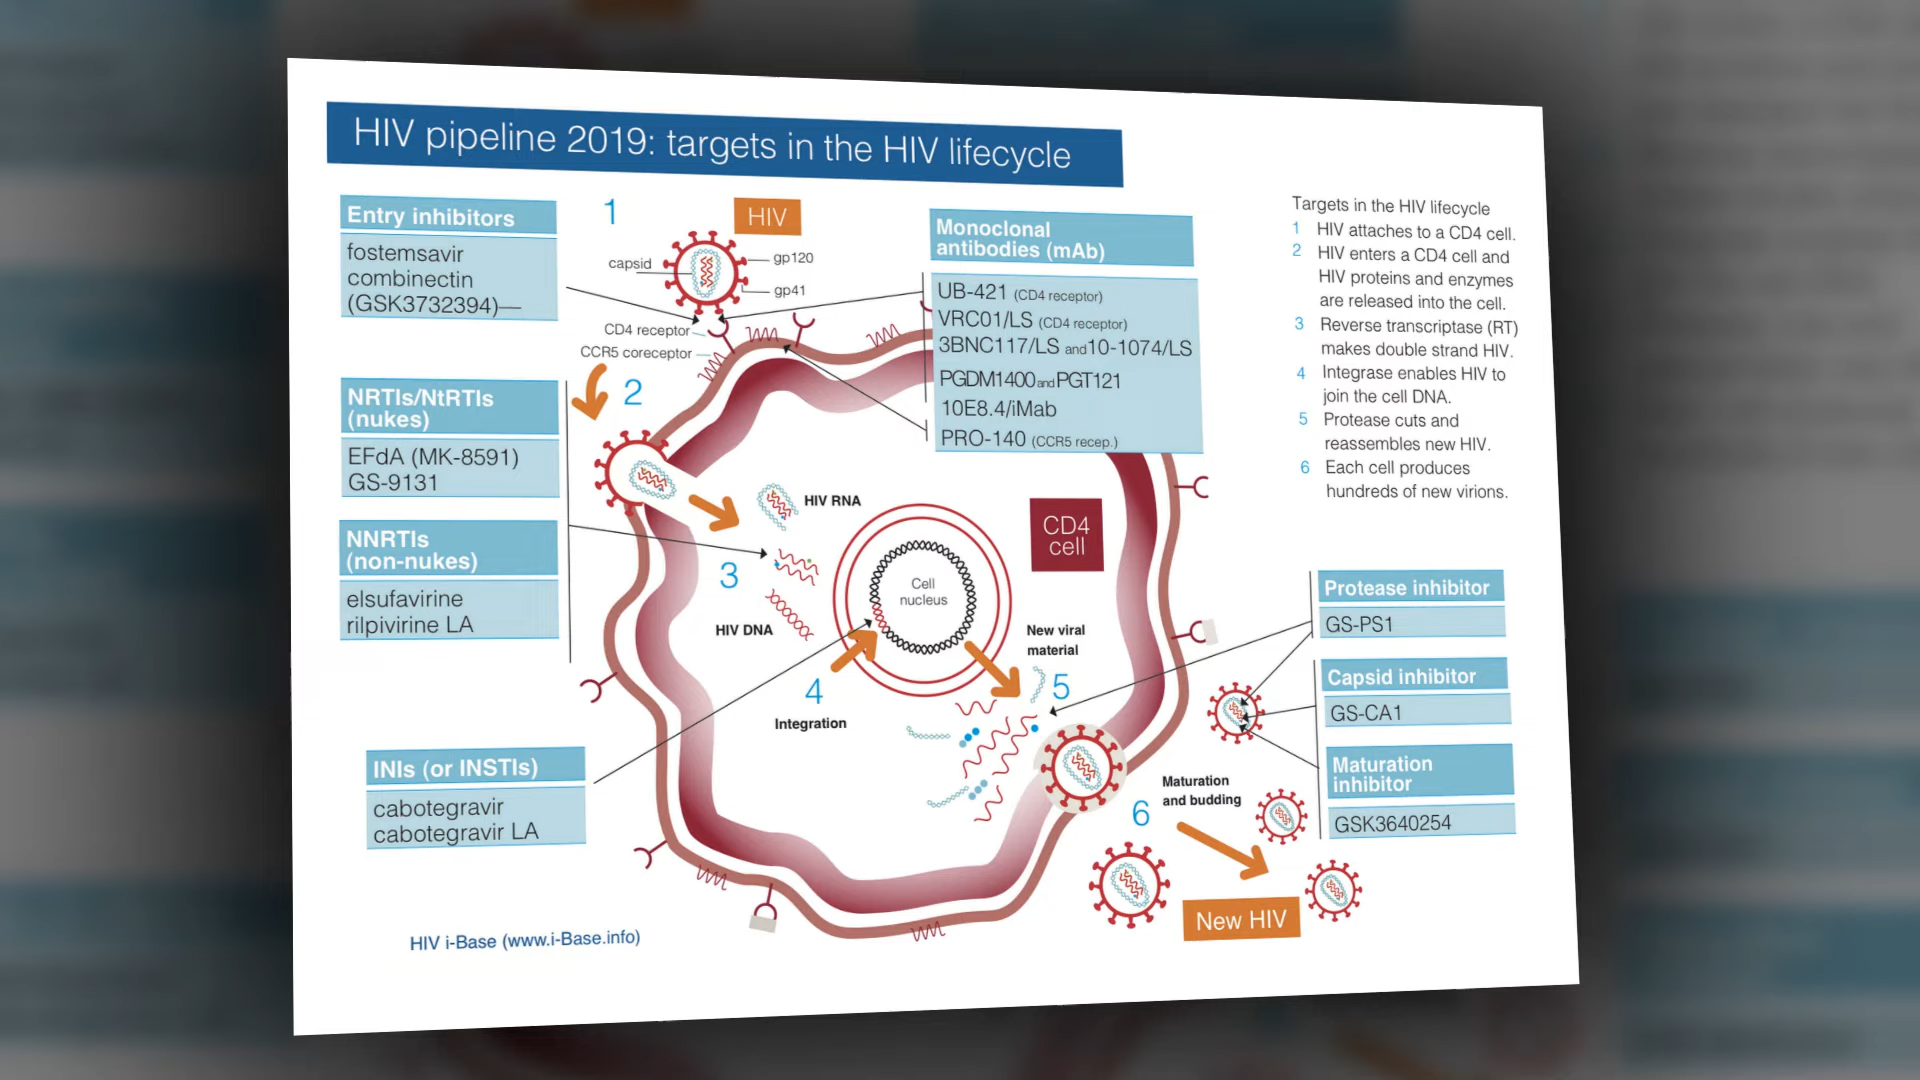 HIV pipeline 2019: targets in the HIV lifecycle
Entry inhibitors
fostemsavir
combinectin
(GSK3732394)—
1
HIV
capsid
gp120
gp41
CD4 receptor
CCR5 coreceptor
Monoclonal
antibodies (mAb)
UB-421 (CD4 receptor)
VRC01/LS (CD4 receptor)
3BNC117/LS and 10-1074/LS
PGDM1400 and PGT121
10E8.4/iMab
PRO-140 (CCR5 recep.)
Targets in the HIV lifecycle
1 HIV attaches to a CD4 cell.
2 HIV enters a CD4 cell and
HIV proteins and enzymes
are released into the cell.
3 Reverse transcriptase (RT)
makes double strand HIV.
4 Integrase enables HIV to
join the cell DNA.
5 Protease cuts and
reassembles new HIV.
6 Each cell produces
hundreds of new virions.
NRTIs/NtRTIs
(nukes)
EFdA (MK-8591)
GS-9131
2
NNRTIs
(non-nukes)
elsufavirine
rilpivirine LA
HIV RNA
3
HIV DNA
Cell
nucleus
CD4
cell
4
Integration
New viral
material
5
INIs (or INSTIs)
cabotegravir
cabotegravir LA
Protease inhibitor
GS-PS1
Capsid inhibitor
GS-CA1
Maturation
inhibitor
GSK3640254
Maturation
and budding
6
New HIV
HIV i-Base (www.i-Base.info)